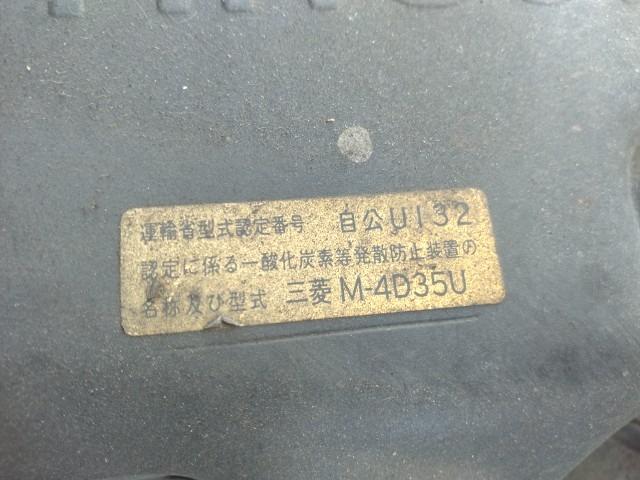 運輸省型式認定番号 自公U132
認定に係る一酸化炭素等発散防止装置の
名称及び型式 三菱 M-4D35U